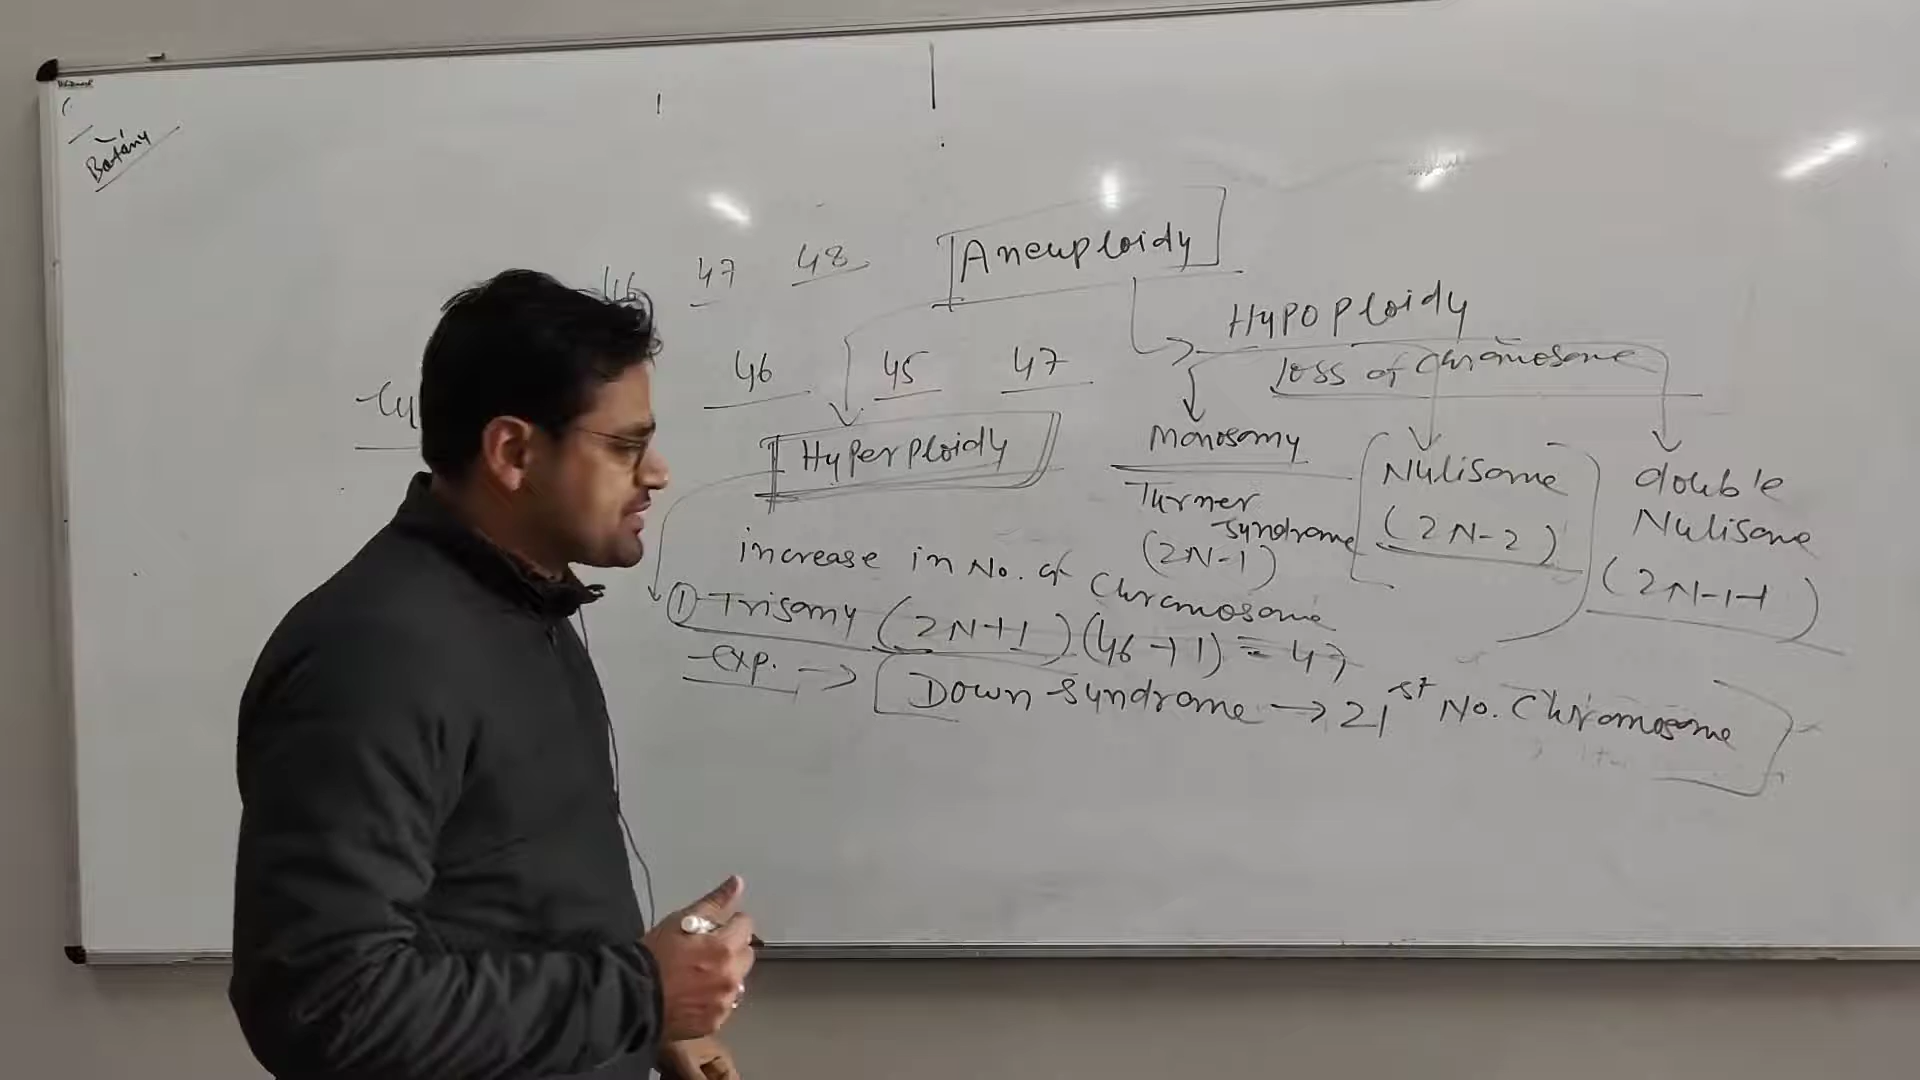 Botany
46 47 48
Aneuploidy
Hypoploidy
loss of chromosome
46 45 47
Hyperploidy
Monosomy
Turner
Syndrome
(2N-1)
Nulisome
(2N-2)
double
Nulisome
(2N-1-1)
increase in No. of Chromosome
① Trisomy (2N+1) (46+1) = 47
exp. → Down Syndrome → 21st No. Chromosome